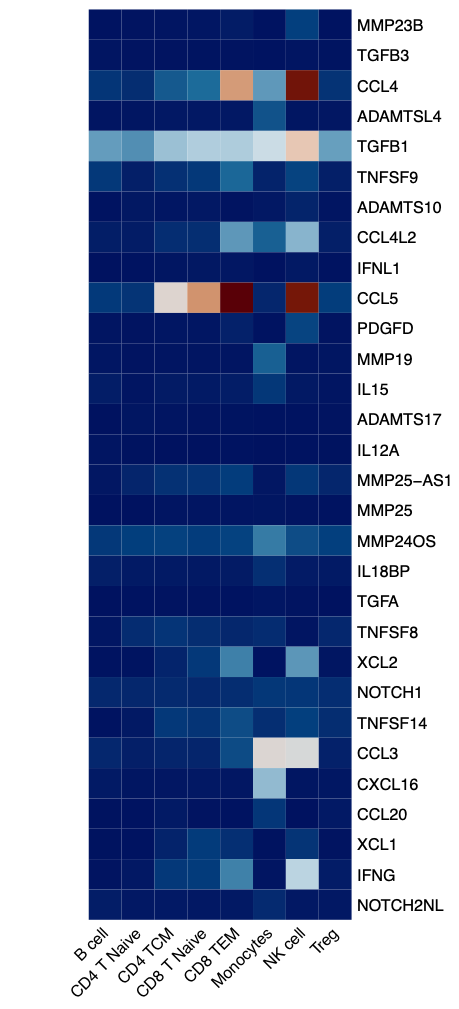 MMP23B
TGFB3
CCL4
ADAMTSL4
TGFB1
TNFSF9
ADAMTS10
CCL4L2
IFNL1
CCL5
PDGFD
MMP19
IL15
ADAMTS17
IL12A
MMP25−AS1
MMP25
MMP24OS
IL18BP
TGFA
TNFSF8
XCL2
NOTCH1
TNFSF14
CCL3
CXCL16
CCL20
XCL1
IFNG
NOTCH2NL
B cell
CD4 T Naive
CD4 TCM
CD8 T Naive
CD8 TEM
Monocytes
NK cell
Treg